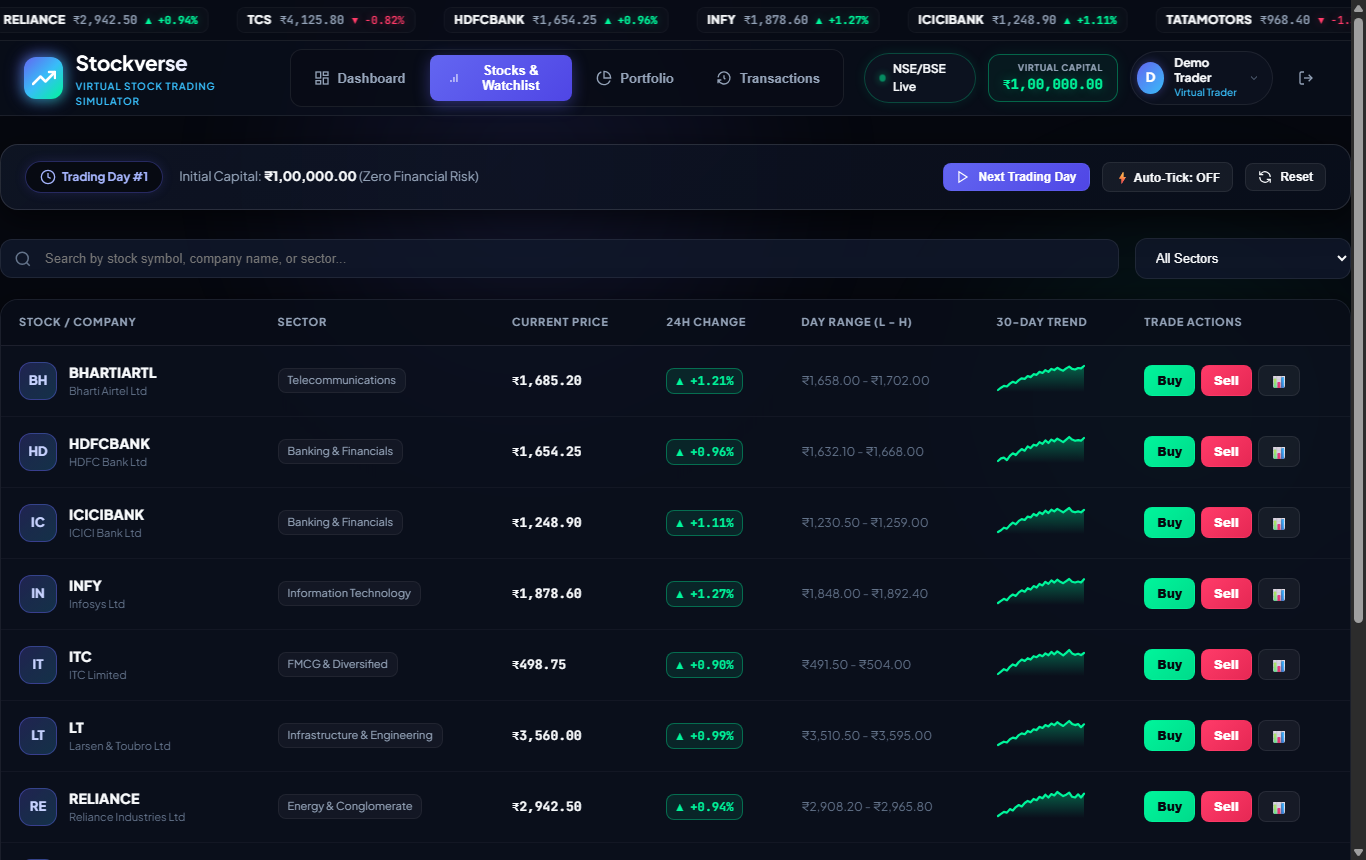 RELIANCE ₹2,942.50 ▲ +0.94% TCS ₹4,125.80 ▼ -0.82% HDFCBANK ₹1,654.25 ▲ +0.96% INFY ₹1,878.60 ▲ +1.27% ICICIBANK ₹1,248.90 ▲ +1.11% TATAMOTORS ₹968.40 ▼ -1.
Stockverse
VIRTUAL STOCK TRADING
SIMULATOR
Dashboard
Stocks &
Watchlist
Portfolio
Transactions
NSE/BSE
Live
VIRTUAL CAPITAL
₹1,00,000.00
D
Demo
Trader
Virtual Trader
Trading Day #1
Initial Capital: ₹1,00,000.00 (Zero Financial Risk)
Next Trading Day
Auto-Tick: OFF
Reset
Search by stock symbol, company name, or sector...
All Sectors
STOCK / COMPANY SECTOR CURRENT PRICE 24H CHANGE DAY RANGE (L - H) 30-DAY TREND TRADE ACTIONS
BH BHARTIARTL Telecommunications ₹1,685.20 ▲ +1.21% ₹1,658.00 - ₹1,702.00 Buy Sell
Bharti Airtel Ltd
HD HDFCBANK Banking & Financials ₹1,654.25 ▲ +0.96% ₹1,632.10 - ₹1,668.00 Buy Sell
HDFC Bank Ltd
IC ICICIBANK Banking & Financials ₹1,248.90 ▲ +1.11% ₹1,230.50 - ₹1,259.00 Buy Sell
ICICI Bank Ltd
IN INFY Information Technology ₹1,878.60 ▲ +1.27% ₹1,848.00 - ₹1,892.40 Buy Sell
Infosys Ltd
IT ITC FMCG & Diversified ₹498.75 ▲ +0.90% ₹491.50 - ₹504.00 Buy Sell
ITC Limited
LT LT Infrastructure & Engineering ₹3,560.00 ▲ +0.99% ₹3,510.50 - ₹3,595.00 Buy Sell
Larsen & Toubro Ltd
RE RELIANCE Energy & Conglomerate ₹2,942.50 ▲ +0.94% ₹2,908.20 - ₹2,965.80 Buy Sell
Reliance Industries Ltd